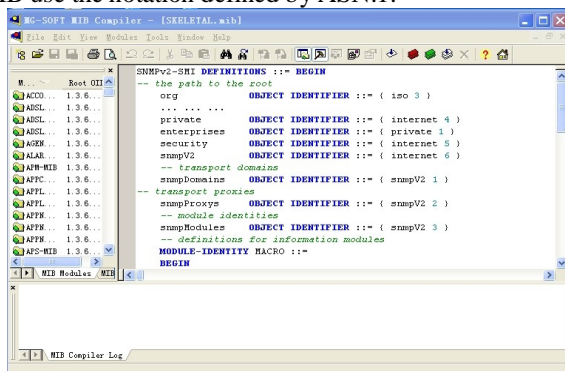 ID use the notation defined by ASN.1.
MG-SOFT MIB Compiler - [SKELETAL.mib]
File Edit View Modules Tools Window Help
M... Root OII
ACCO... 1.3.6...
ADSL... 1.3.6...
ADSL... 1.3.6...
ADSL... 1.3.6...
AGEN... 1.3.6...
ALAR... 1.3.6...
APM-MIB 1.3.6...
APPC... 1.3.6...
APPL... 1.3.6...
APPL... 1.3.6...
APPN... 1.3.6...
APPN... 1.3.6...
APPN... 1.3.6...
APS-MIB 1.3.6...
MIB Modules MIB
SNMPv2-SMI DEFINITIONS ::= BEGIN
-- the path to the root
org OBJECT IDENTIFIER ::= { iso 3 }
... ... ...
private OBJECT IDENTIFIER ::= { internet 4 }
enterprises OBJECT IDENTIFIER ::= { private 1 }
security OBJECT IDENTIFIER ::= { internet 5 }
snmpV2 OBJECT IDENTIFIER ::= { internet 6 }
-- transport domains
snmpDomains OBJECT IDENTIFIER ::= { snmpV2 1 }
-- transport proxies
snmpProxys OBJECT IDENTIFIER ::= { snmpV2 2 }
-- module identities
snmpModules OBJECT IDENTIFIER ::= { snmpV2 3 }
-- definitions for information modules
MODULE-IDENTITY MACRO ::=
BEGIN
MIB Compiler Log